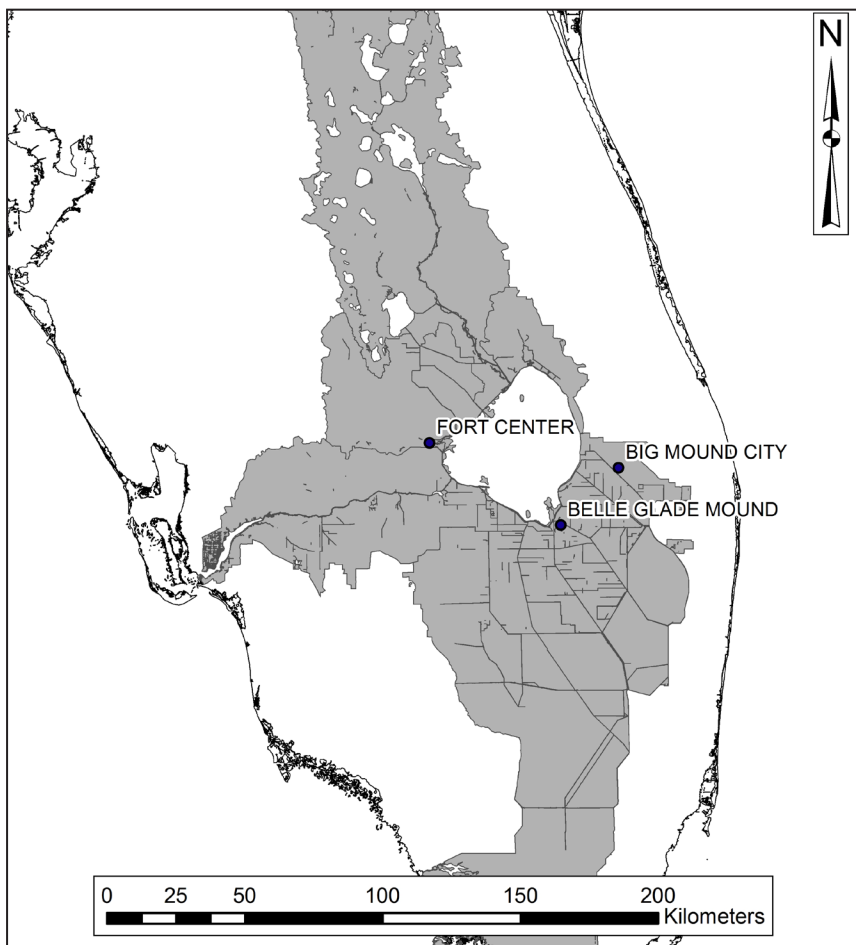 N
FORT CENTER
BIG MOUND CITY
BELLE GLADE MOUND
0 25 50 100 150 200
Kilometers